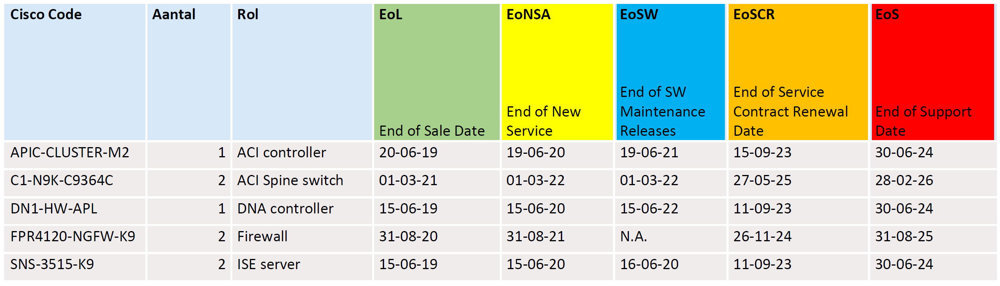 Cisco Code Aantal Rol EoL EoNSA EoSW EoSCR EoS
End of Sale Date
End of New
Service
End of SW
Maintenance
Releases
End of Service
Contract Renewal
Date
End of Support
Date
APIC-CLUSTER-M2 1 ACI controller 20-06-19 19-06-20 19-06-21 15-09-23 30-06-24
C1-N9K-C9364C 2 ACI Spine switch 01-03-21 01-03-22 01-03-22 27-05-25 28-02-26
DN1-HW-APL 1 DNA controller 15-06-19 15-06-20 15-06-22 11-09-23 30-06-24
FPR4120-NGFW-K9 2 Firewall 31-08-20 31-08-21 N.A. 26-11-24 31-08-25
SNS-3515-K9 2 ISE server 15-06-19 15-06-20 16-06-20 11-09-23 30-06-24